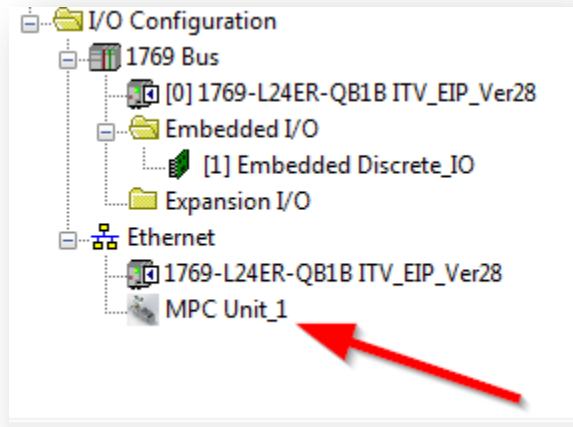 I/O Configuration
1769 Bus
[0] 1769-L24ER-QB1B ITV_EIP_Ver28
Embedded I/O
[1] Embedded Discrete_IO
Expansion I/O
Ethernet
1769-L24ER-QB1B ITV_EIP_Ver28
MPC Unit_1